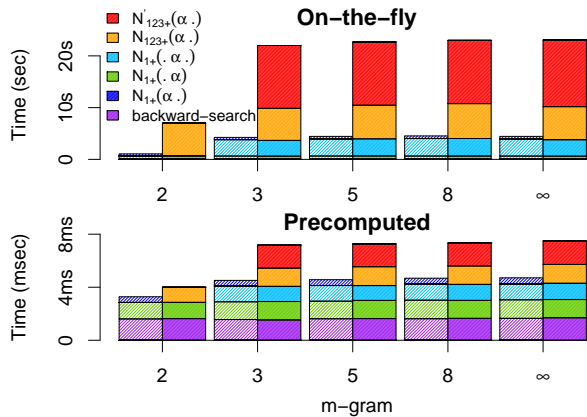 On−the−fly
N'123+(α .)
N123+(α .)
N1+(. α .)
N1+(. α)
N1+(α .)
backward−search
Time (sec)
0
10s
20s
2
3
5
8
∞
Precomputed
Time (msec)
0
4ms
8ms
2
3
5
8
∞
m−gram